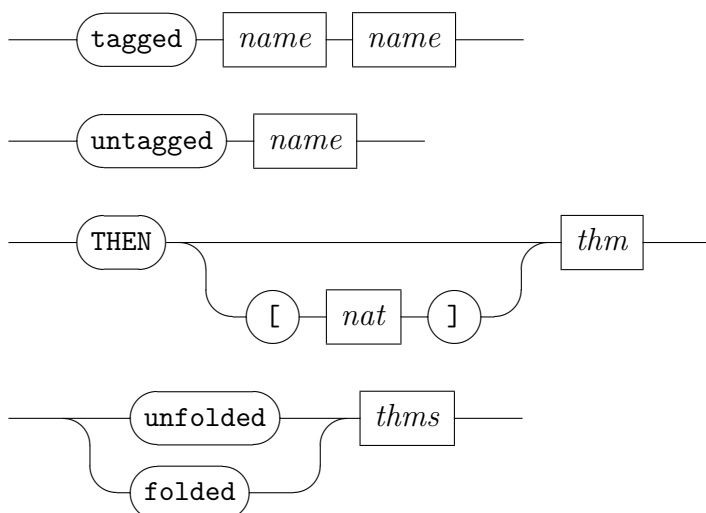 tagged name name
untagged name
THEN thm
[ nat ]
unfolded thms
folded